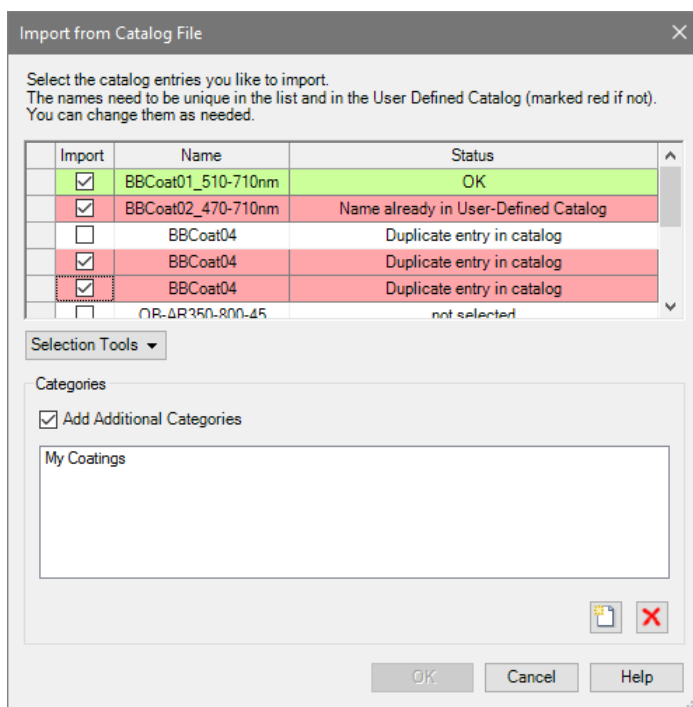 Import from Catalog File
Select the catalog entries you like to import.
The names need to be unique in the list and in the User Defined Catalog (marked red if not).
You can change them as needed.
Import Name Status
BBCoat01_510-710nm OK
BBCoat02_470-710nm Name already in User-Defined Catalog
BBCoat04 Duplicate entry in catalog
BBCoat04 Duplicate entry in catalog
BBCoat04 Duplicate entry in catalog
OB-AR350-800-45 not selected
Selection Tools
Categories
Add Additional Categories
My Coatings
OK Cancel Help